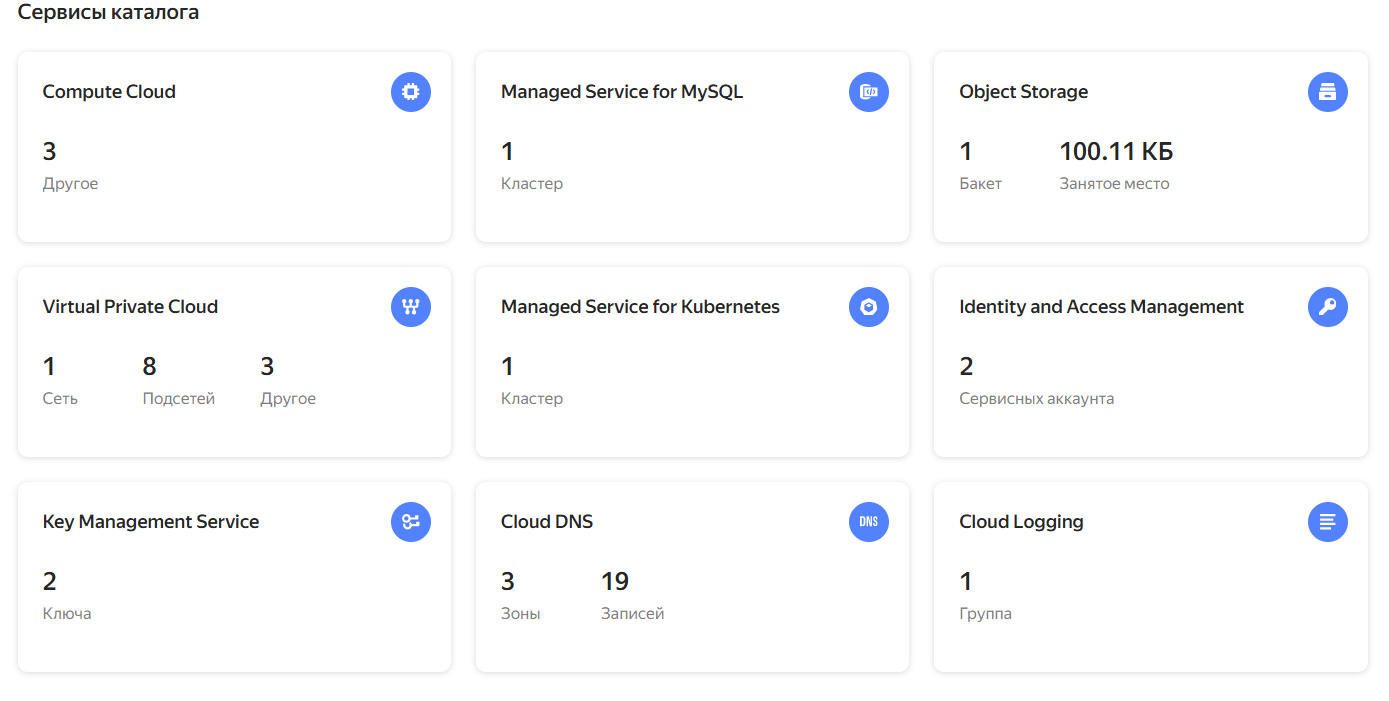 Сервисы каталога
Compute Cloud
3
Другое
Managed Service for MySQL
1
Кластер
Object Storage
1 100.11 КБ
Бакет Занятое место
Virtual Private Cloud
1 8 3
Сеть Подсетей Другое
Managed Service for Kubernetes
1
Кластер
Identity and Access Management
2
Сервисных аккаунта
Key Management Service
2
Ключа
Cloud DNS
DNS
3 19
Зоны Записей
Cloud Logging
1
Группа